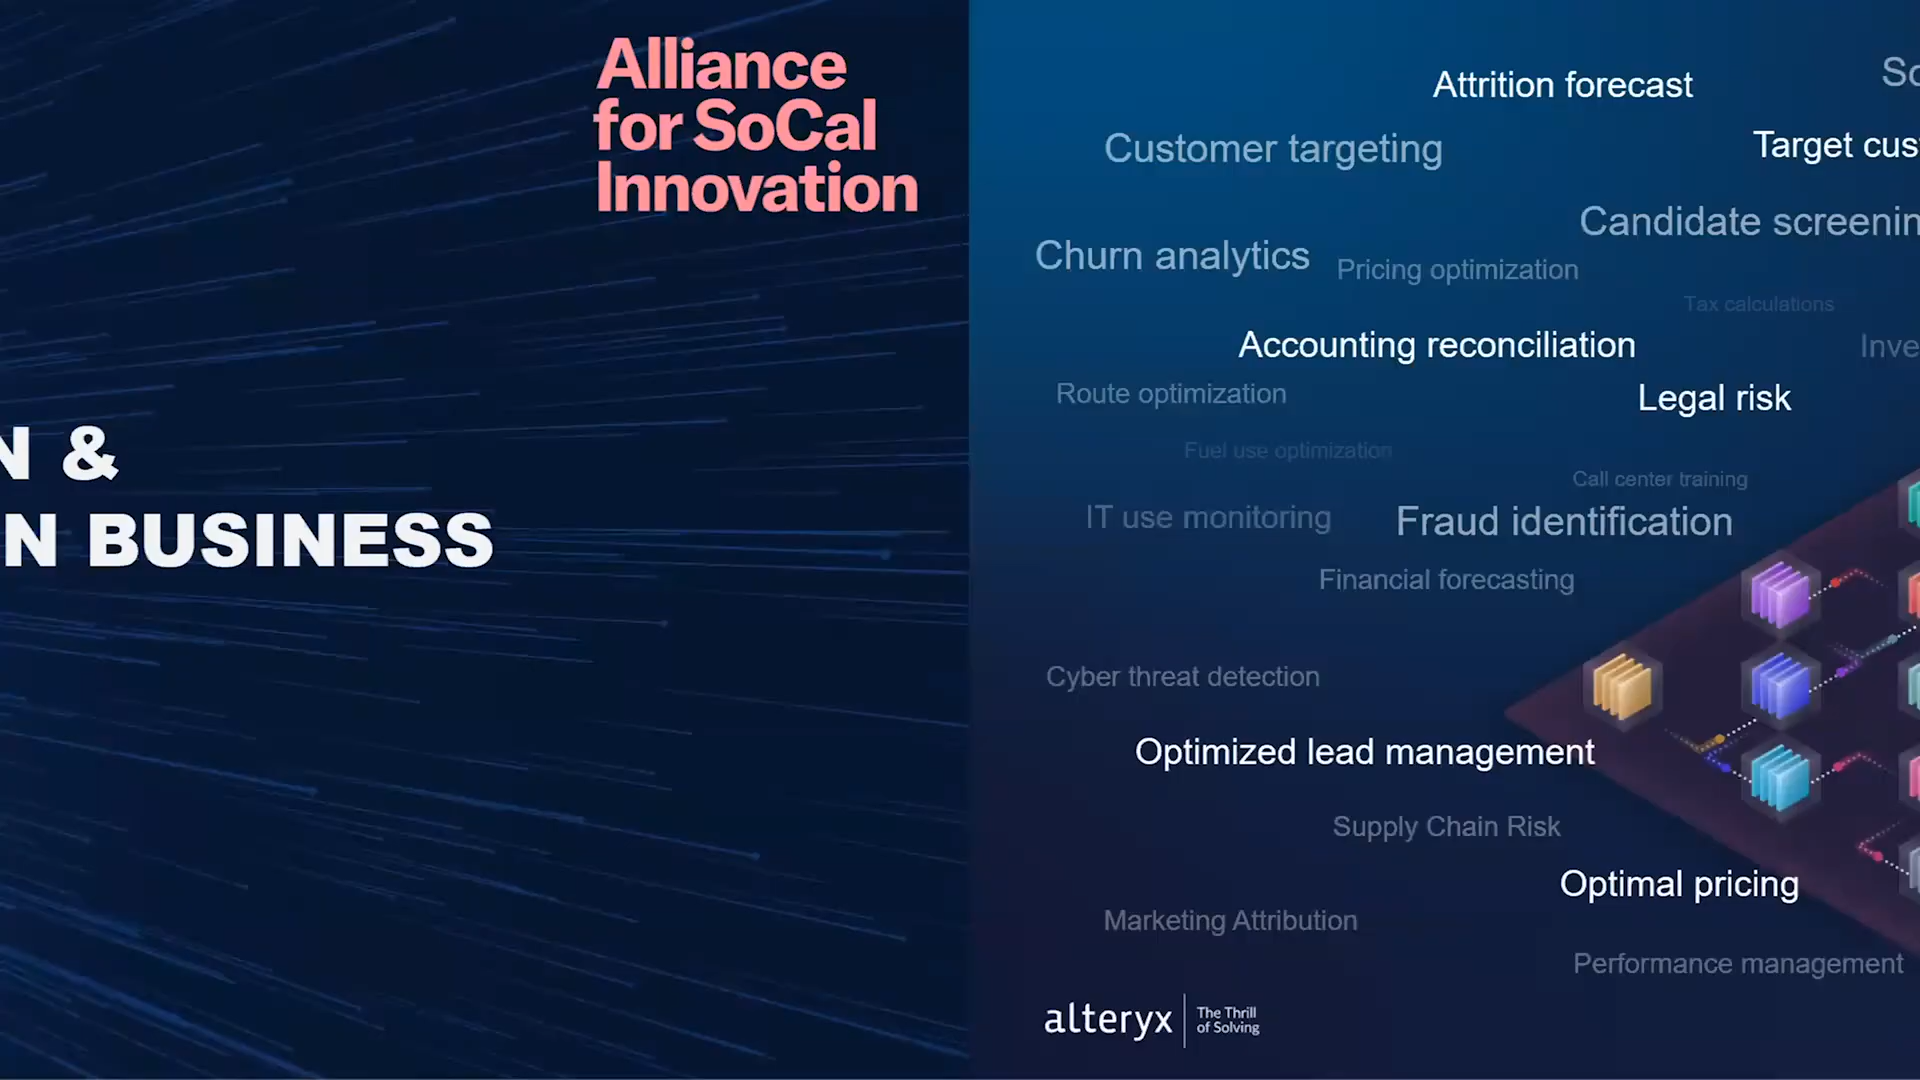 Alliance
for SoCal
Innovation
N &
N BUSINESS
Attrition forecast
So
Customer targeting
Target cus
Candidate screenin
Churn analytics
Pricing optimization
Tax calculations
Accounting reconciliation
Inve
Route optimization
Legal risk
Fuel use optimization
Call center training
IT use monitoring
Fraud identification
Financial forecasting
Cyber threat detection
Optimized lead management
Supply Chain Risk
Optimal pricing
Marketing Attribution
Performance management
alteryx
The Thrill
of Solving